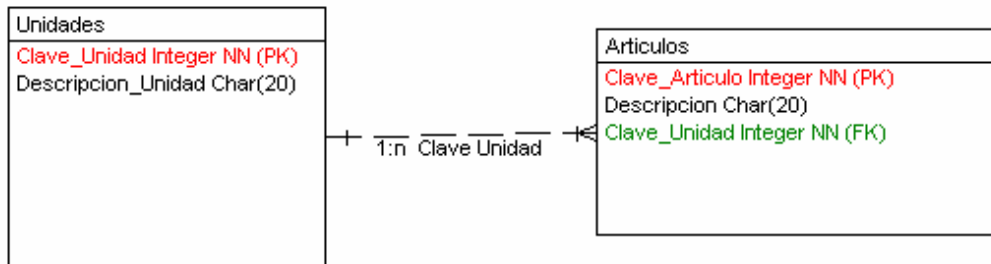 Unidades
Clave_Unidad Integer NN (PK)
Descripcion_Unidad Char(20)
1:n Clave Unidad
Articulos
Clave_Articulo Integer NN (PK)
Descripcion Char(20)
Clave_Unidad Integer NN (FK)